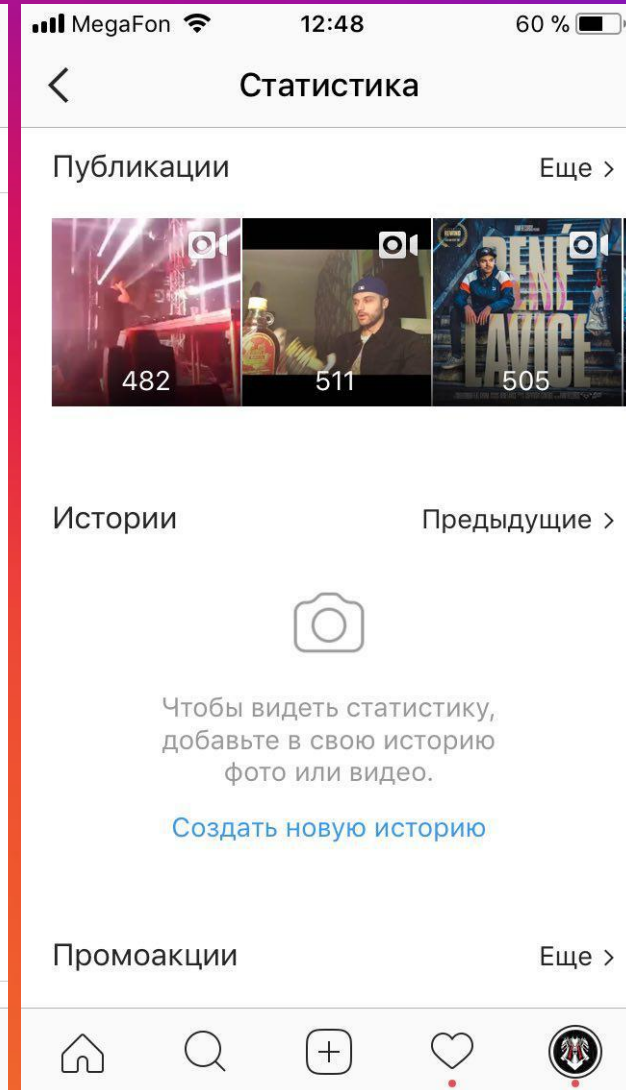 MegaFon 12:48 60 %
Статистика
Публикации Еще >
REWIND
RENÉ
LAVICE
482 511 505
Истории Предыдущие >
Чтобы видеть статистику,
добавьте в свою историю
фото или видео.
Создать новую историю
Промоакции Еще >